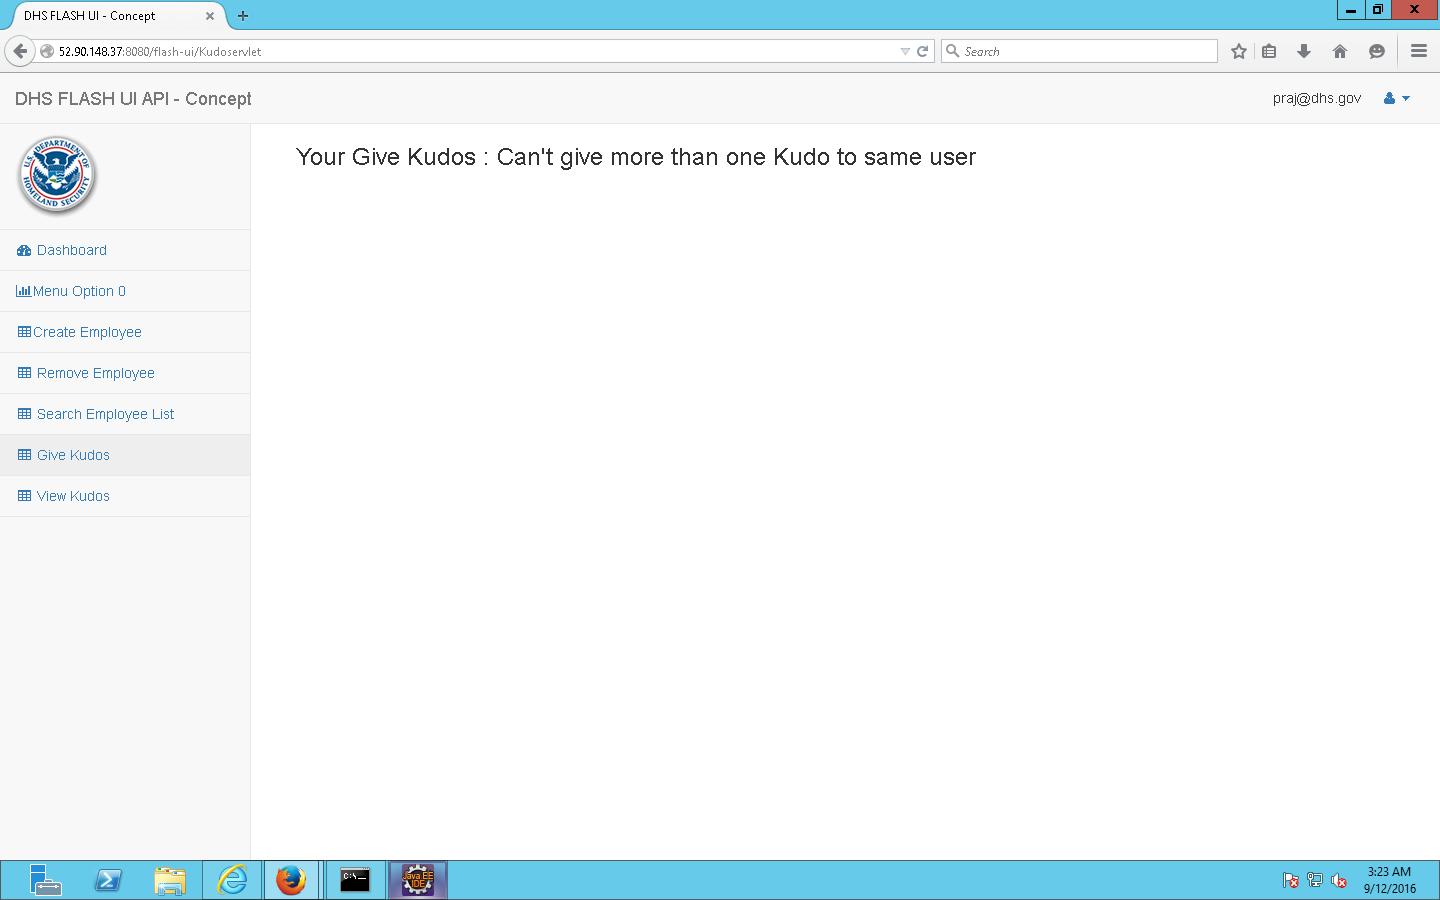 DHS FLASH UI - Concept
52.90.148.37:8080/flash-ui/Kudoservlet
Search
DHS FLASH UI API - Concept
praj@dhs.gov
U.S. DEPARTMENT OF
HOMELAND SECURITY
Your Give Kudos : Can't give more than one Kudo to same user
Dashboard
Menu Option 0
Create Employee
Remove Employee
Search Employee List
Give Kudos
View Kudos
C:\_
Java EE
IDE
3:23 AM
9/12/2016